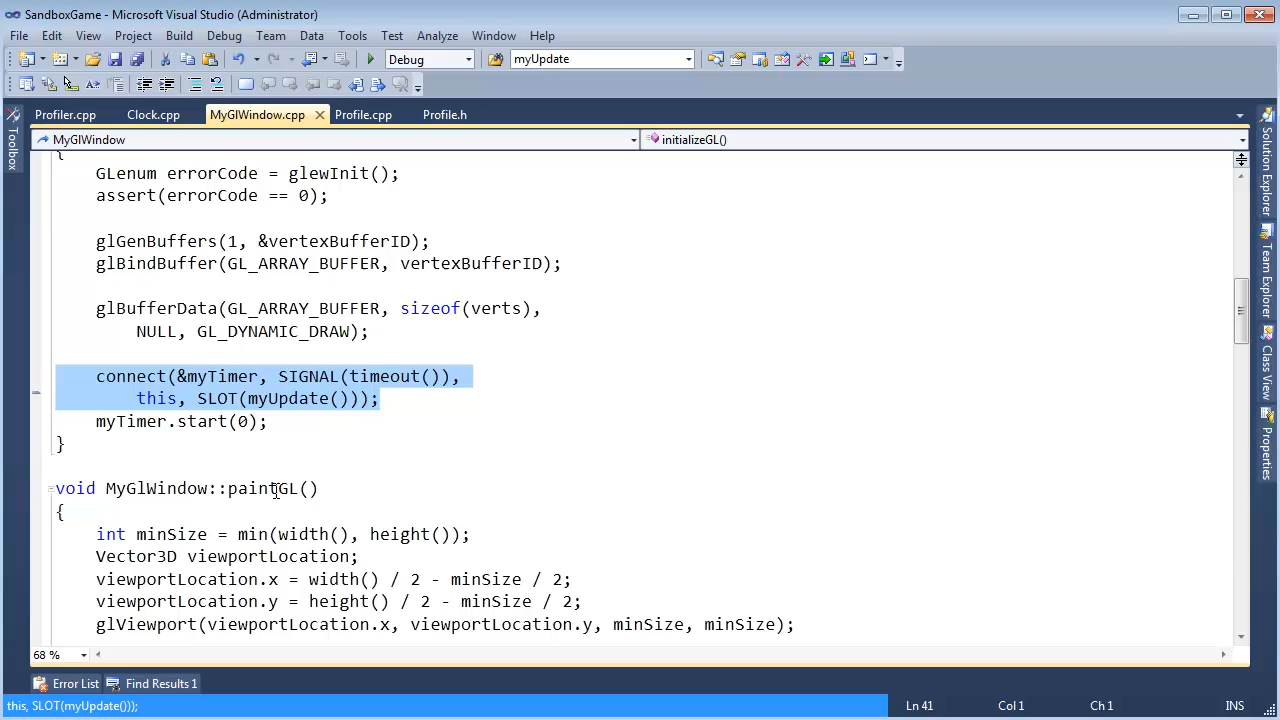 SandboxGame - Microsoft Visual Studio (Administrator)
File Edit View Project Build Debug Team Data Tools Test Analyze Window Help
Debug myUpdate
Profiler.cpp Clock.cpp MyGlWindow.cpp Profile.cpp Profile.h
MyGlWindow initializeGL()
Toolbox
Solution Explorer
Team Explorer
Class View
Properties
{
GLenum errorCode = glewInit();
assert(errorCode == 0);
glGenBuffers(1, &vertexBufferID);
glBindBuffer(GL_ARRAY_BUFFER, vertexBufferID);
glBufferData(GL_ARRAY_BUFFER, sizeof(verts),
NULL, GL_DYNAMIC_DRAW);
connect(&myTimer, SIGNAL(timeout()),
this, SLOT(myUpdate()));
myTimer.start(0);
}
void MyGlWindow::paintGL()
{
int minSize = min(width(), height());
Vector3D viewportLocation;
viewportLocation.x = width() / 2 - minSize / 2;
viewportLocation.y = height() / 2 - minSize / 2;
glViewport(viewportLocation.x, viewportLocation.y, minSize, minSize);
68 %
Error List Find Results 1
this, SLOT(myUpdate())); Ln 41 Col 1 Ch 1 INS